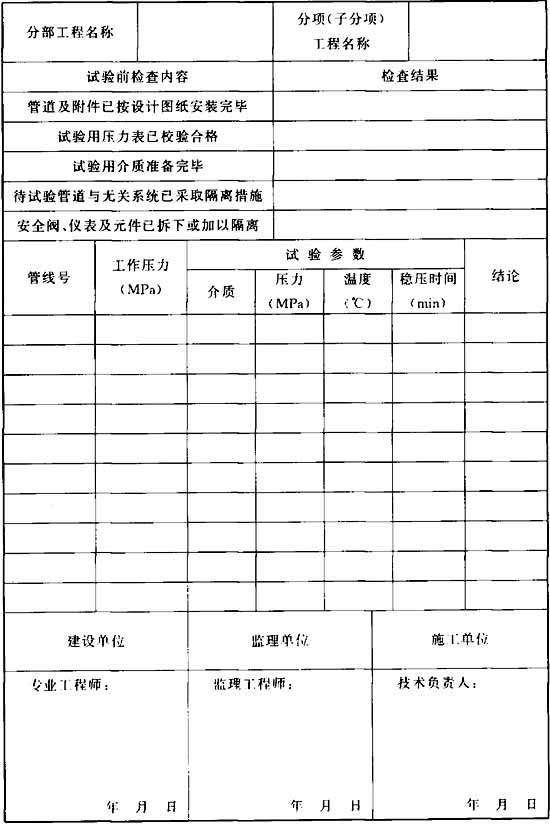 分部工程名称
分项(子分项)
工程名称
试验前检查内容
检查结果
管道及附件已按设计图纸安装完毕
试验用压力表已校验合格
试验用介质准备完毕
待试验管道与无关系统已采取隔离措施
安全阀、仪表及元件已拆下或加以隔离
管线号
工作压力
(MPa)
试验参数
介质
压力
(MPa)
温度
(℃)
稳压时间
(min)
结论
建设单位
监理单位
施工单位
专业工程师:
监理工程师:
技术负责人:
年 月 日
年 月 日
年 月 日